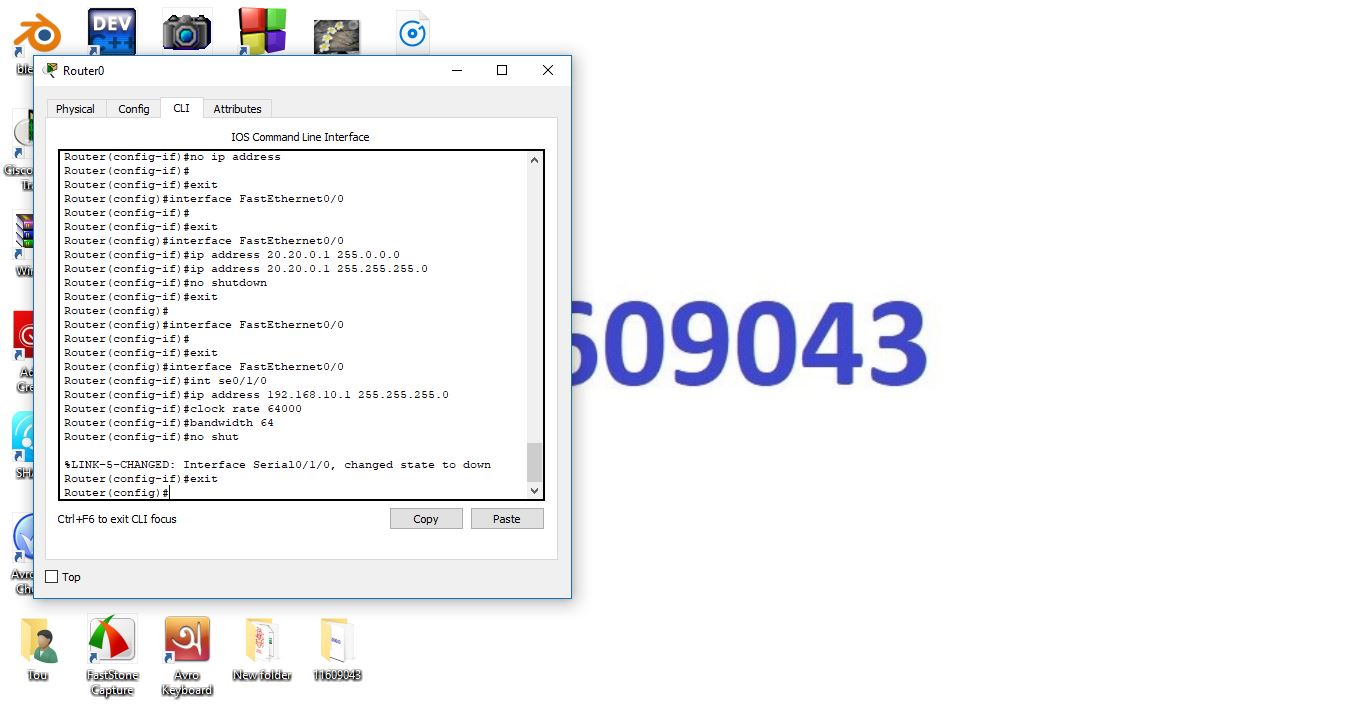 DEV
C++
ble
Router0
Physical
Config
CLI
Attributes
IOS Command Line Interface
Router(config-if)#no ip address
Router(config-if)#
Router(config-if)#exit
Router(config)#interface FastEthernet0/0
Router(config-if)#
Router(config-if)#exit
Router(config)#interface FastEthernet0/0
Router(config-if)#ip address 20.20.0.1 255.0.0.0
Router(config-if)#ip address 20.20.0.1 255.255.255.0
Router(config-if)#no shutdown
Router(config-if)#exit
Router(config)#
Router(config)#interface FastEthernet0/0
Router(config-if)#
Router(config-if)#exit
Router(config)#interface FastEthernet0/0
Router(config-if)#int se0/1/0
Router(config-if)#ip address 192.168.10.1 255.255.255.0
Router(config-if)#clock rate 64000
Router(config-if)#bandwidth 64
Router(config-if)#no shut
%LINK-5-CHANGED: Interface Serial0/1/0, changed state to down
Router(config-if)#exit
Router(config)#
Ctrl+F6 to exit CLI focus
Copy
Paste
Top
Cisco
Tr
Win
Ad
Cre
SHA
Avro
Ch
609043
Tou
FastStone
Capture
অ
Avro
Keyboard
New folder
11609043